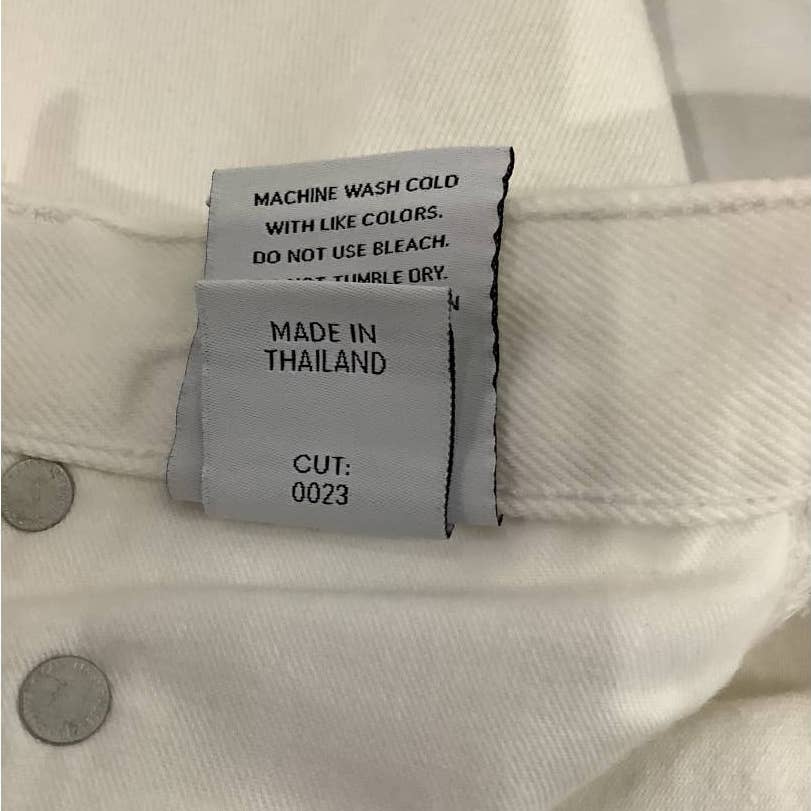 MACHINE WASH COLD
WITH LIKE COLORS.
DO NOT USE BLEACH.
TUMBLE DRY.
MADE IN
THAILAND
CUT:
0023